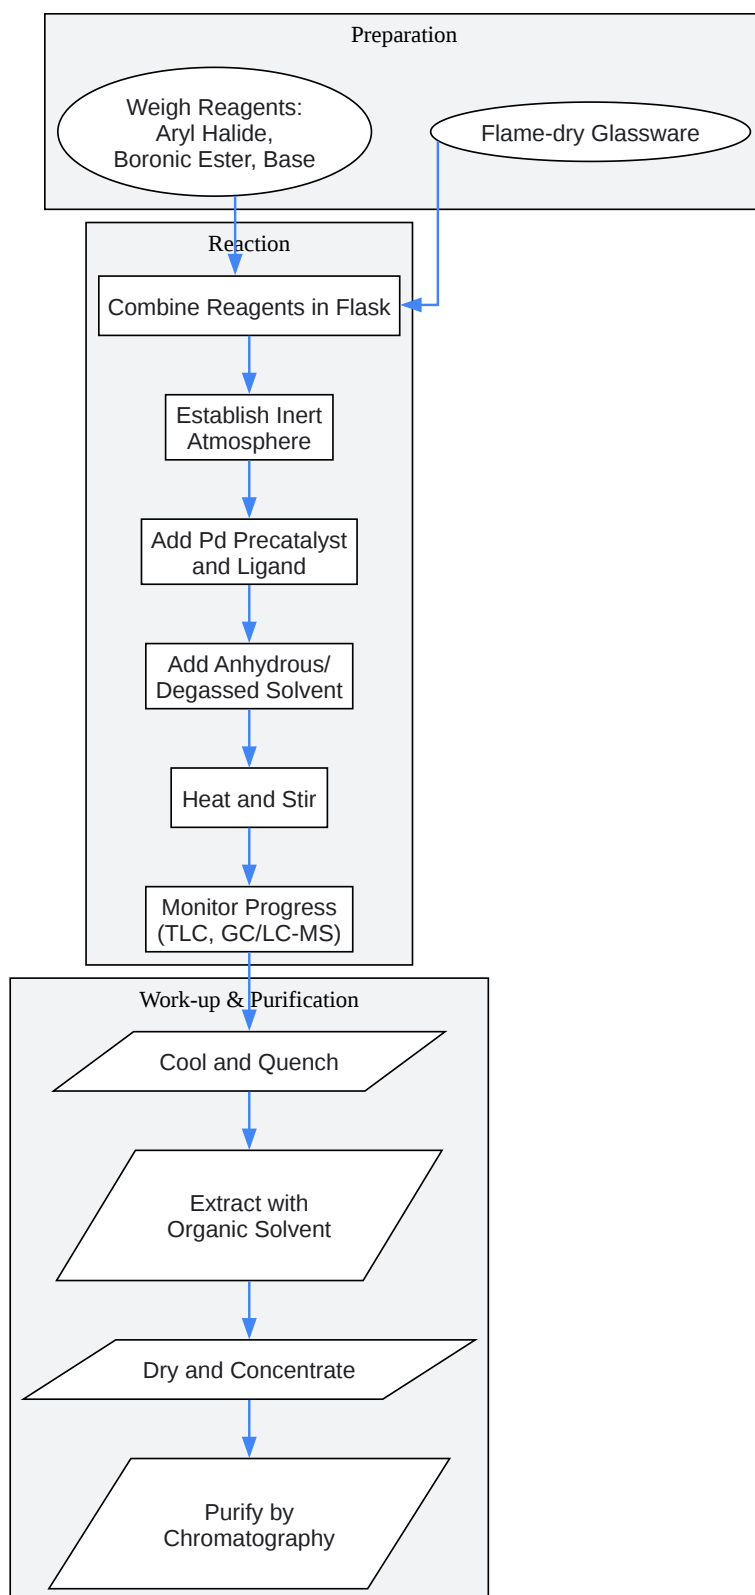 Preparation
Weigh Reagents:
Aryl Halide,
Boronic Ester, Base
Flame-dry Glassware
Reaction
Combine Reagents in Flask
Establish Inert
Atmosphere
Add Pd Precatalyst
and Ligand
Add Anhydrous/
Degassed Solvent
Heat and Stir
Monitor Progress
(TLC, GC/LC-MS)
Work-up & Purification
Cool and Quench
Extract with
Organic Solvent
Dry and Concentrate
Purify by
Chromatography